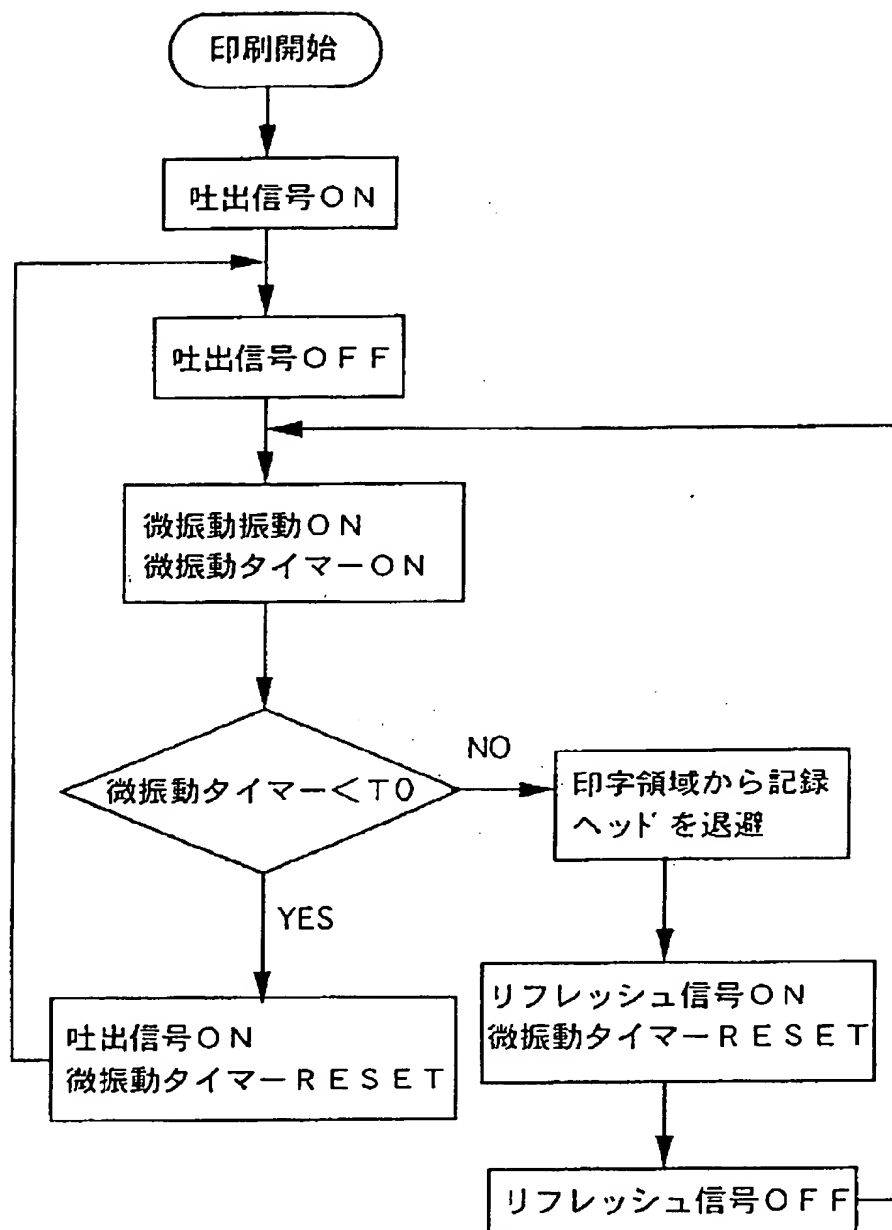 印刷開始
吐出信号ON
吐出信号OFF
微振動振動ON
微振動タイマーON
微振動タイマー<T0
NO
印字領域から記録
ヘッドを退避
YES
吐出信号ON
微振動タイマーRESET
リフレッシュ信号ON
微振動タイマーRESET
リフレッシュ信号OFF